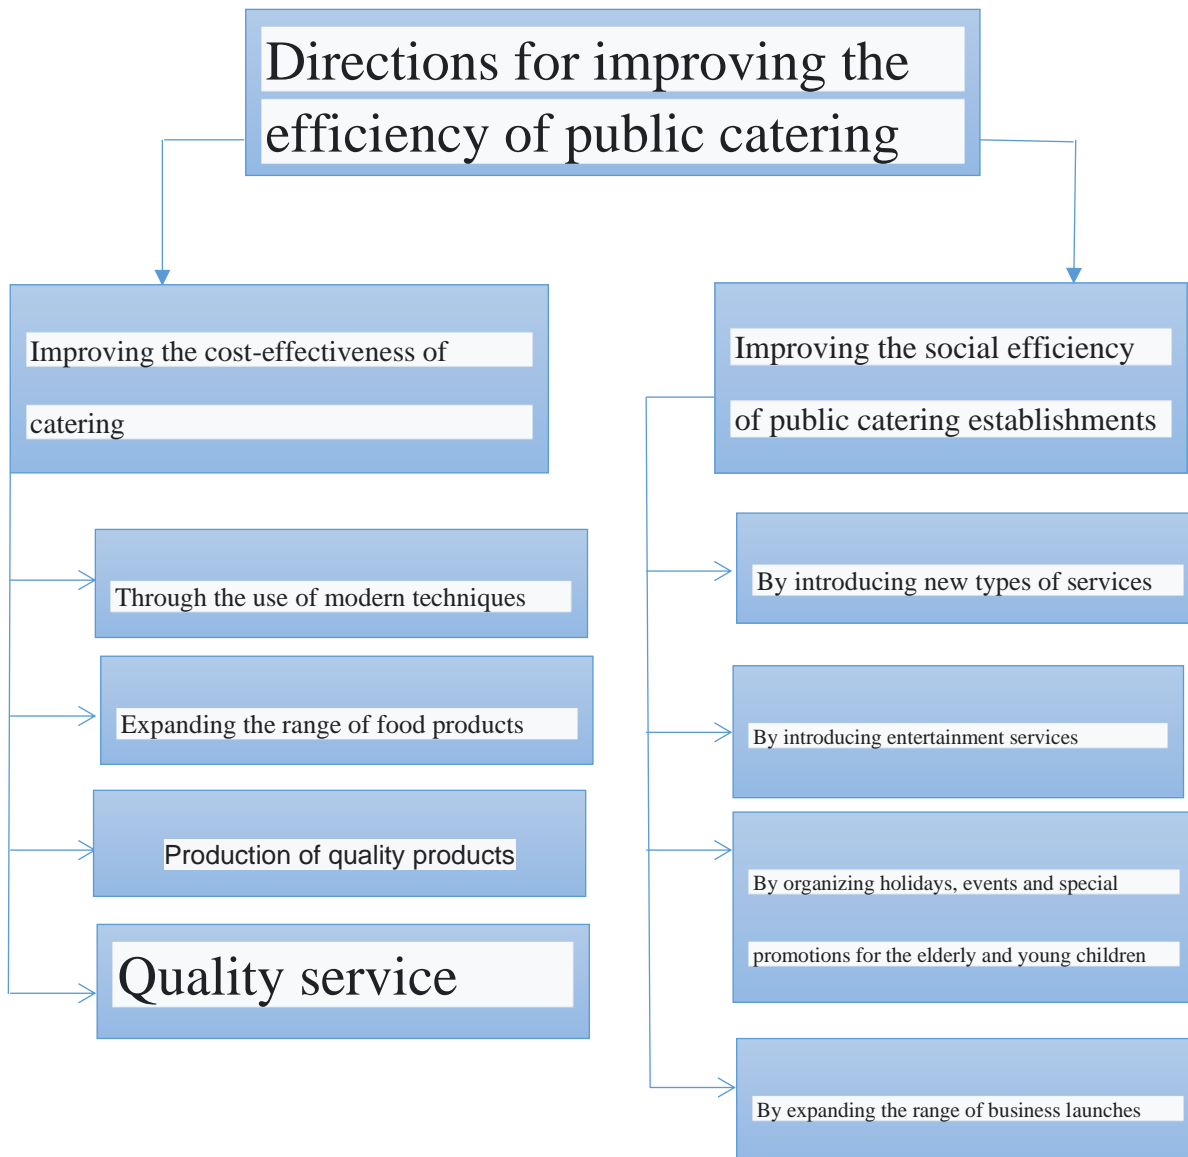 Directions for improving the
efficiency of public catering
Improving the cost-effectiveness of
catering
Through the use of modern techniques
Expanding the range of food products
Production of quality products
Quality service
Improving the social efficiency
of public catering establishments
By introducing new types of services
By introducing entertainment services
By organizing holidays, events and special
promotions for the elderly and young children
By expanding the range of business launches